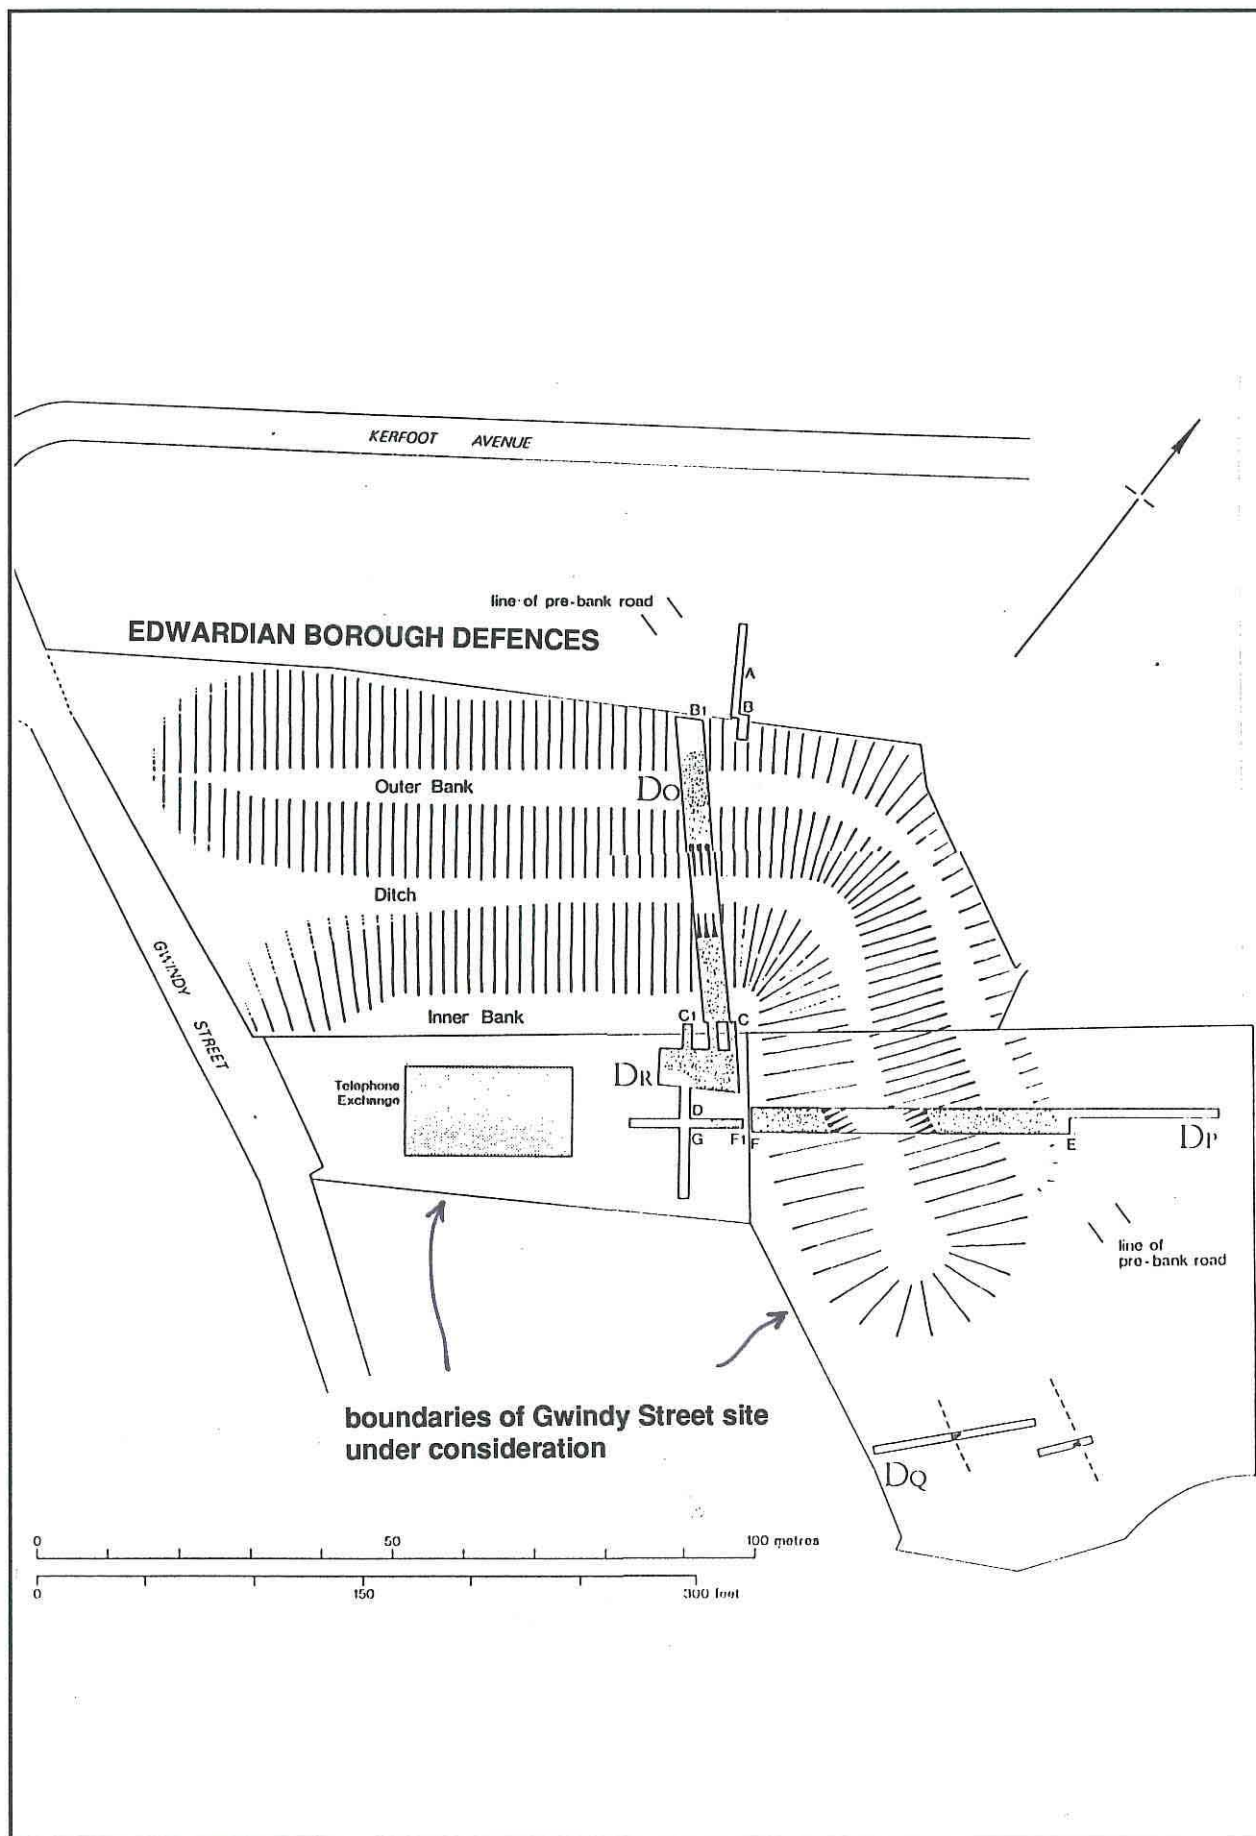 KERFOOT AVENUE
line of pre-bank road
EDWARDIAN BOROUGH DEFENCES
A
B1
B
Outer Bank
Do
Ditch
GWINDY STREET
Inner Bank
C1
C
Telephone
Exchange
DR
D
G
F1
F
E
DP
line of
pre-bank road
boundaries of Gwindy Street site
under consideration
DQ
0 50 100 metres
0 150 300 feet